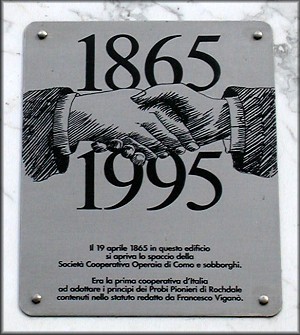 1865
1995
Il 19 aprile 1865 in questo edificio
si apriva lo spaccio della
Società Cooperativa Operaia di Como e sobborghi.
Era la prima cooperativa d'Italia
ad adottare i principi dei Probi Pionieri di Rochdale
contenuti nello statuto redatto da Francesco Viganò.